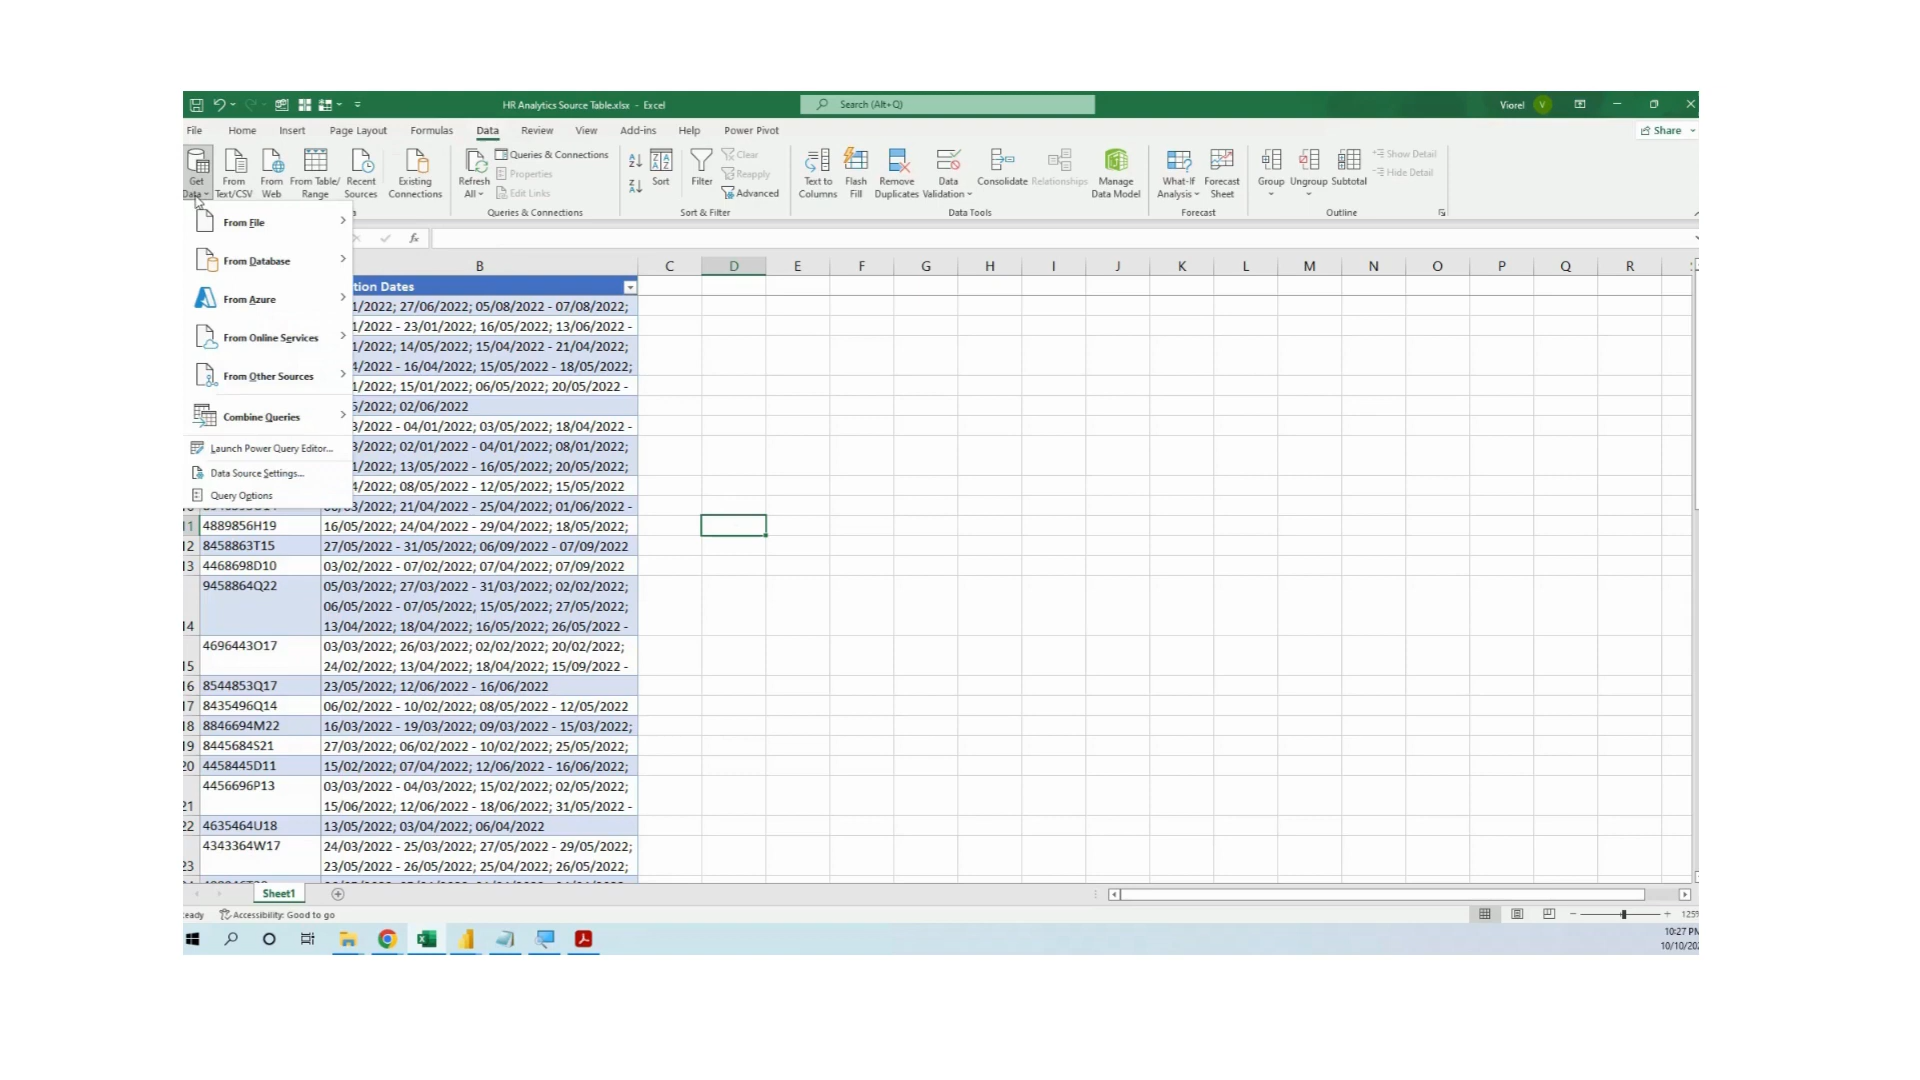 HR Analytics Source Table.xlsx - Excel
Search (Alt+Q)
Viorel V
File Home Insert Page Layout Formulas Data Review View Add-ins Help Power Pivot
Share
Get Data
From Text/CSV
From Web
From Table/ Range
Recent Sources
Existing Connections
Refresh All
Queries & Connections
Properties
Edit Links
Queries & Connections
Sort
Filter
Clear
Reapply
Advanced
Sort & Filter
Text to Columns
Flash Fill
Remove Duplicates
Data Validation
Consolidate
Relationships
Manage Data Model
Data Tools
What-If Analysis
Forecast Sheet
Forecast
Group
Ungroup
Subtotal
Show Detail
Hide Detail
Outline
From File
From Database
From Azure
From Online Services
From Other Sources
Combine Queries
Launch Power Query Editor...
Data Source Settings...
Query Options
fx
B C D E F G H I J K L M N O P Q R
tion Dates
1/2022; 27/06/2022; 05/08/2022 - 07/08/2022;
1/2022 - 23/01/2022; 16/05/2022; 13/06/2022 -
1/2022; 14/05/2022; 15/04/2022 - 21/04/2022;
4/2022 - 16/04/2022; 15/05/2022 - 18/05/2022;
1/2022; 15/01/2022; 06/05/2022; 20/05/2022 -
5/2022; 02/06/2022
3/2022 - 04/01/2022; 03/05/2022; 18/04/2022 -
3/2022; 02/01/2022 - 04/01/2022; 08/01/2022;
1/2022; 13/05/2022 - 16/05/2022; 20/05/2022;
4/2022; 08/05/2022 - 12/05/2022; 15/05/2022
03/2022; 21/04/2022 - 25/04/2022; 01/06/2022 -
11 4889856H19 16/05/2022; 24/04/2022 - 29/04/2022; 18/05/2022;
12 8458863T15 27/05/2022 - 31/05/2022; 06/09/2022 - 07/09/2022
13 4468698D10 03/02/2022 - 07/02/2022; 07/04/2022; 07/09/2022
9458864Q22 05/03/2022; 27/03/2022 - 31/03/2022; 02/02/2022;
06/05/2022 - 07/05/2022; 15/05/2022; 27/05/2022;
14 13/04/2022; 18/04/2022; 16/05/2022; 26/05/2022 -
4696443O17 03/03/2022; 26/03/2022; 02/02/2022; 20/02/2022;
15 24/02/2022; 13/04/2022; 18/04/2022; 15/09/2022 -
16 8544853Q17 23/05/2022; 12/06/2022 - 16/06/2022
17 8435496Q14 06/02/2022 - 10/02/2022; 08/05/2022 - 12/05/2022
18 8846694M22 16/03/2022 - 19/03/2022; 09/03/2022 - 15/03/2022;
19 8445684S21 27/03/2022; 06/02/2022 - 10/02/2022; 25/05/2022;
20 4458445D11 15/02/2022; 07/04/2022; 12/06/2022 - 16/06/2022;
4456696P13 03/03/2022 - 04/03/2022; 15/02/2022; 02/05/2022;
21 15/06/2022; 12/06/2022 - 18/06/2022; 31/05/2022 -
22 4635464U18 13/05/2022; 03/04/2022; 06/04/2022
4343364W17 24/03/2022 - 25/03/2022; 27/05/2022 - 29/05/2022;
23 23/05/2022 - 26/05/2022; 25/04/2022; 26/05/2022;
Sheet1
eady Accessibility: Good to go
125%
10:27 PM
10/10/202